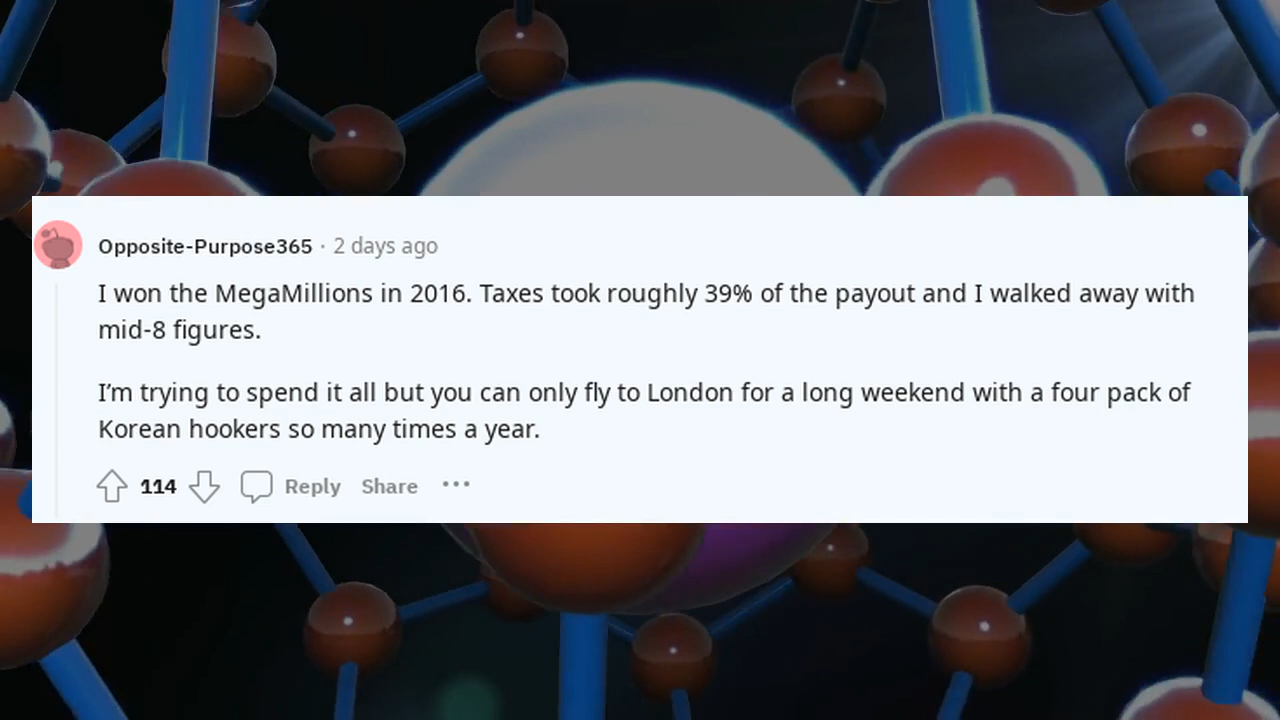 Opposite-Purpose365 · 2 days ago
I won the MegaMillions in 2016. Taxes took roughly 39% of the payout and I walked away with
mid-8 figures.
I’m trying to spend it all but you can only fly to London for a long weekend with a four pack of
Korean hookers so many times a year.
114 Reply Share ···